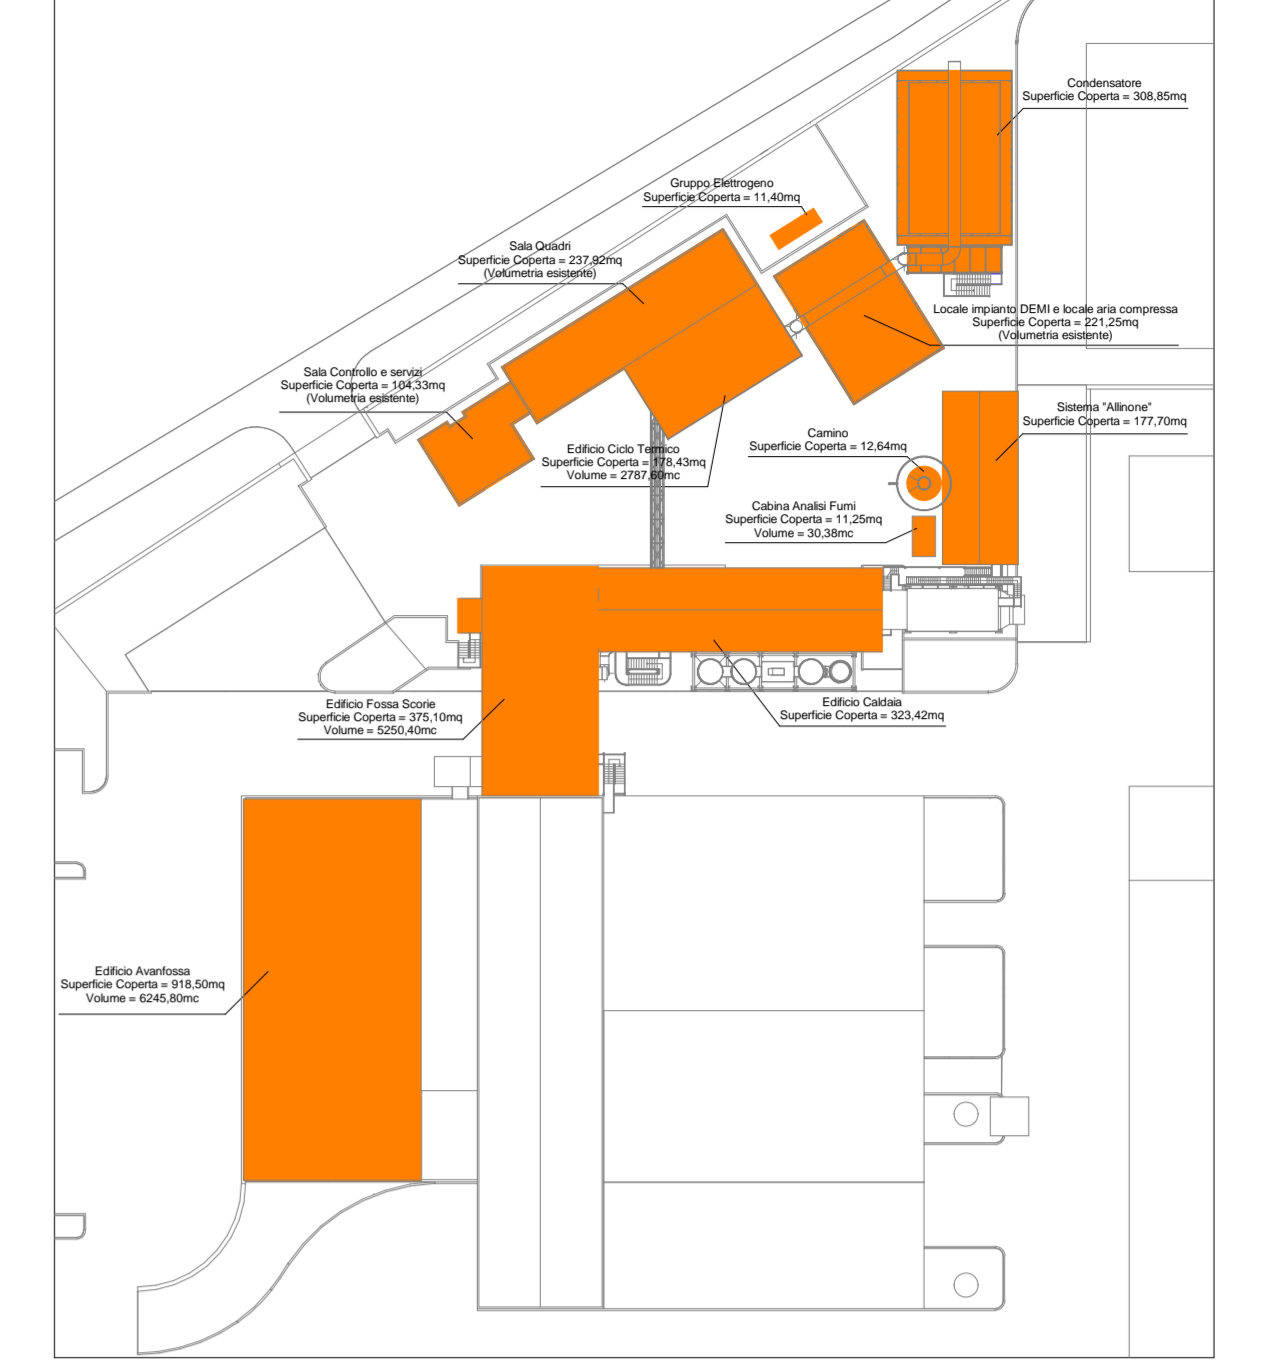 Condensatore
Superficie Coperta = 308,85mq
Gruppo Elettrogeno
Superficie Coperta = 11,40mq
Sala Quadri
Superficie Coperta = 237,92mq
(Volumetria esistente)
Locale impianto DEMI e locale aria compressa
Superficie Coperta = 221,25mq
(Volumetria esistente)
Sala Controllo e servizi
Superficie Coperta = 104,33mq
(Volumetria esistente)
Sistema "Allinone"
Superficie Coperta = 177,70mq
Camino
Superficie Coperta = 12,64mq
Edificio Ciclo Termico
Superficie Coperta = 178,43mq
Volume = 2787,60mc
Cabina Analisi Fumi
Superficie Coperta = 11,25mq
Volume = 30,38mc
Edificio Fossa Scorie
Superficie Coperta = 375,10mq
Volume = 5250,40mc
Edificio Caldaia
Superficie Coperta = 323,42mq
Edificio Avanfossa
Superficie Coperta = 918,50mq
Volume = 6245,80mc